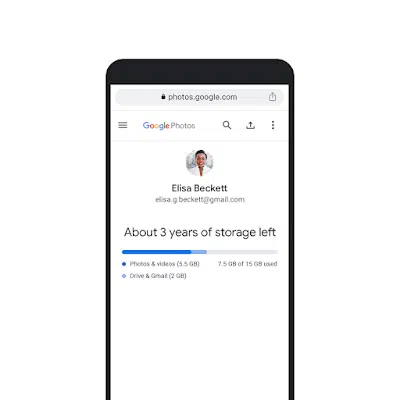 photos.google.com
Google Photos
Elisa Beckett
elisa.g.beckett@gmail.com
About 3 years of storage left
Photos & videos (5.5 GB) 7.5 GB of 15 GB used
Drive & Gmail (2 GB)